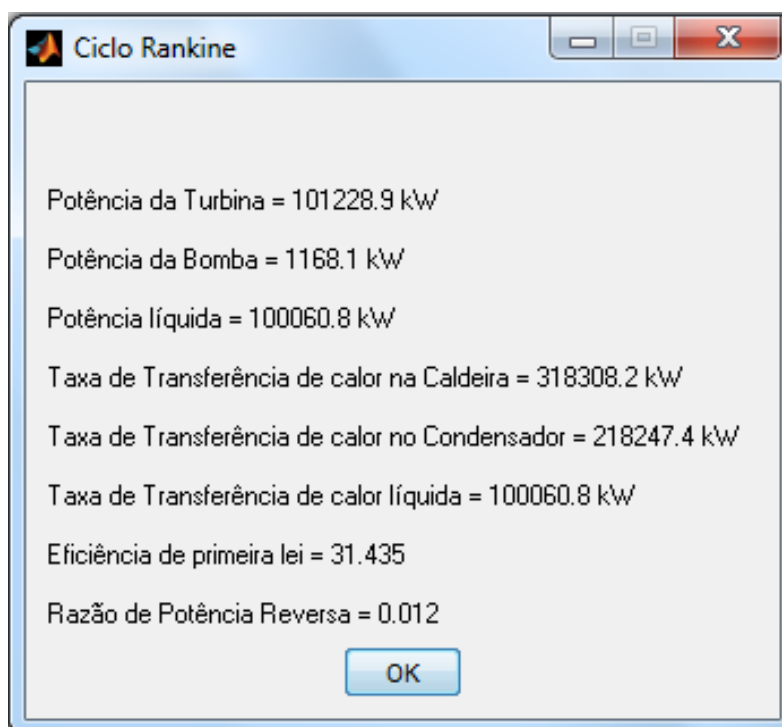 Ciclo Rankine
Potência da Turbina = 101228.9 kW
Potência da Bomba = 1168.1 kW
Potência líquida = 100060.8 kW
Taxa de Transferência de calor na Caldeira = 318308.2 kW
Taxa de Transferência de calor no Condensador = 218247.4 kW
Taxa de Transferência de calor líquida = 100060.8 kW
Eficiência de primeira lei = 31.435
Razão de Potência Reversa = 0.012
OK